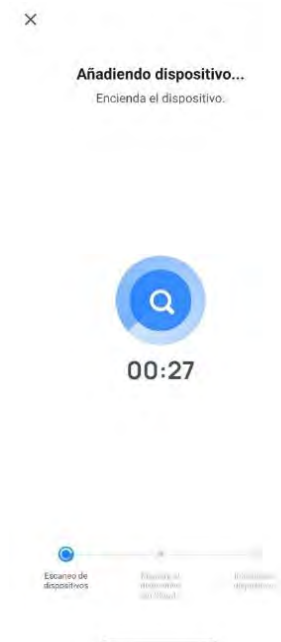 Añadiendo dispositivo...
Encienda el dispositivo.
00:27
Escaneo de
dispositivos